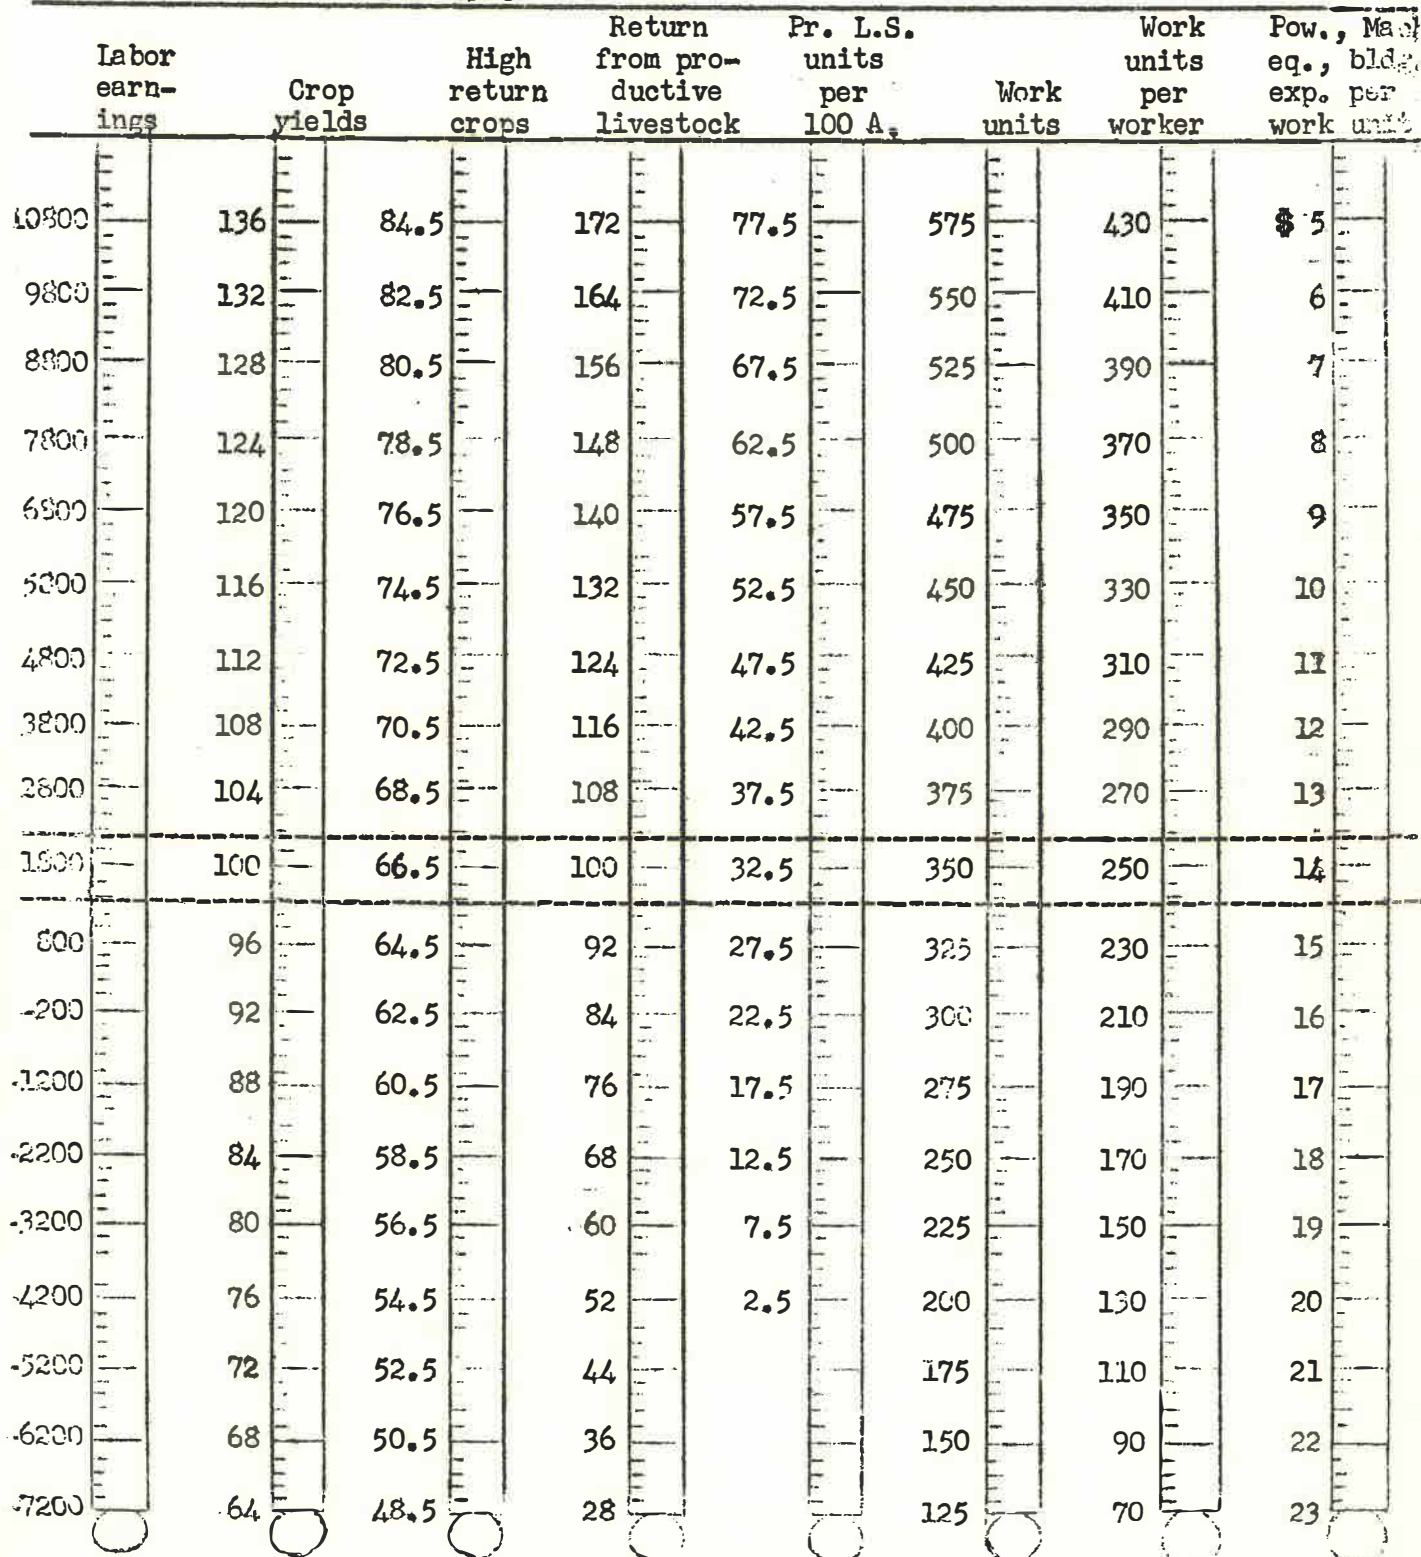 Labor earn- ings Crop yields High return crops Return from pro- ductive livestock Pr. L.S. units per 100 A. Work units Work units per worker Pow., eq., bldg. exp. per work unit
10800 136 84.5 172 77.5 575 430 $ 5
9800 132 82.5 164 72.5 550 410 6
8800 128 80.5 156 67.5 525 390 7
7800 124 78.5 148 62.5 500 370 8
6800 120 76.5 140 57.5 475 350 9
5800 116 74.5 132 52.5 450 330 10
4800 112 72.5 124 47.5 425 310 11
3800 108 70.5 116 42.5 400 290 12
2800 104 68.5 108 37.5 375 270 13
1800 100 66.5 100 32.5 350 250 14
800 96 64.5 92 27.5 325 230 15
-200 92 62.5 84 22.5 300 210 16
-1200 88 60.5 76 17.5 275 190 17
-2200 84 58.5 68 12.5 250 170 18
-3200 80 56.5 60 7.5 225 150 19
-4200 76 54.5 52 2.5 200 130 20
-5200 72 52.5 44 175 110 21
-6200 68 50.5 36 150 90 22
-7200 64 48.5 28 125 70 23